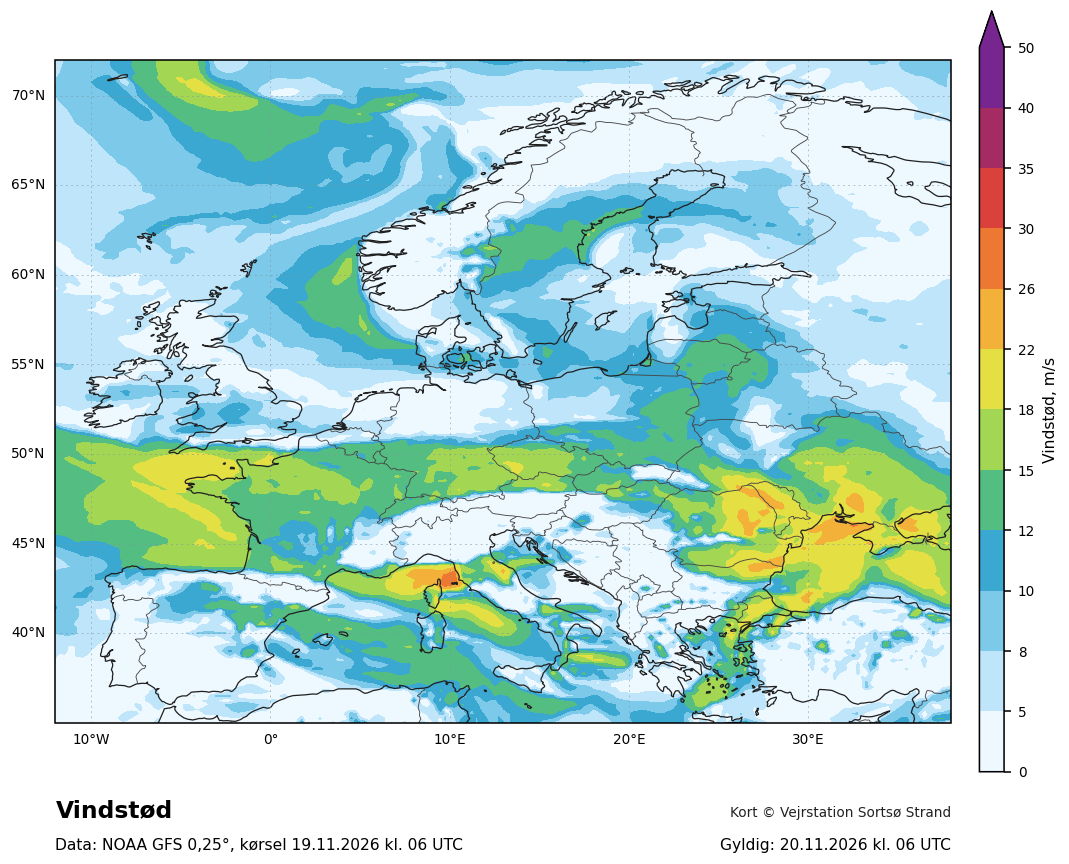 70°N
65°N
60°N
55°N
50°N
45°N
40°N
10°W
0°
10°E
20°E
30°E
50
40
35
30
26
22
18
15
12
10
8
5
0
Vindstød, m/s
Vindstød
Kort © Vejrstation Sortsø Strand
Data: NOAA GFS 0,25°, kørsel 19.11.2026 kl. 06 UTC
Gyldig: 20.11.2026 kl. 06 UTC